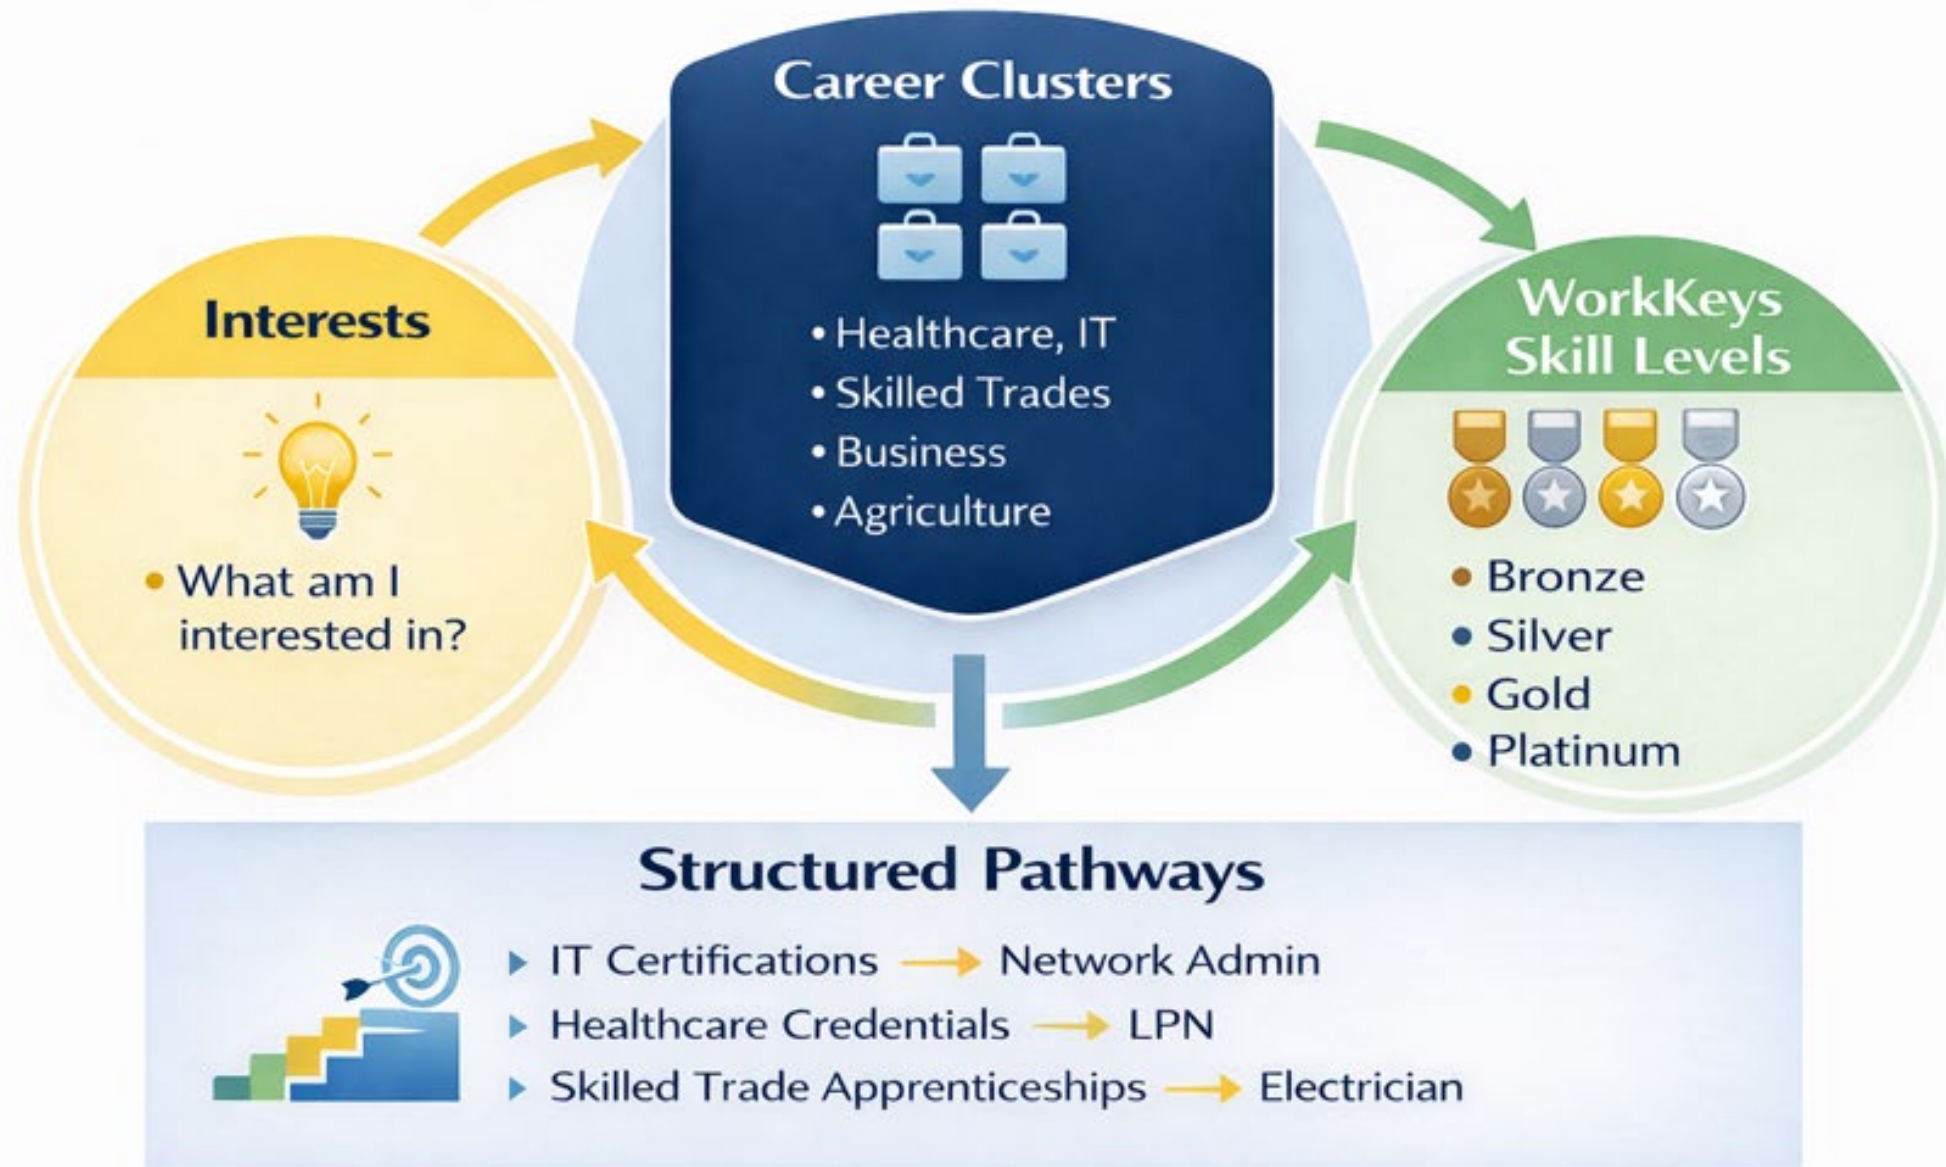 Career Clusters
• Healthcare, IT
• Skilled Trades
• Business
• Agriculture
Interests
• What am I
interested in?
WorkKeys
Skill Levels
• Bronze
• Silver
• Gold
• Platinum
Structured Pathways
▸ IT Certifications → Network Admin
▸ Healthcare Credentials → LPN
▸ Skilled Trade Apprenticeships → Electrician